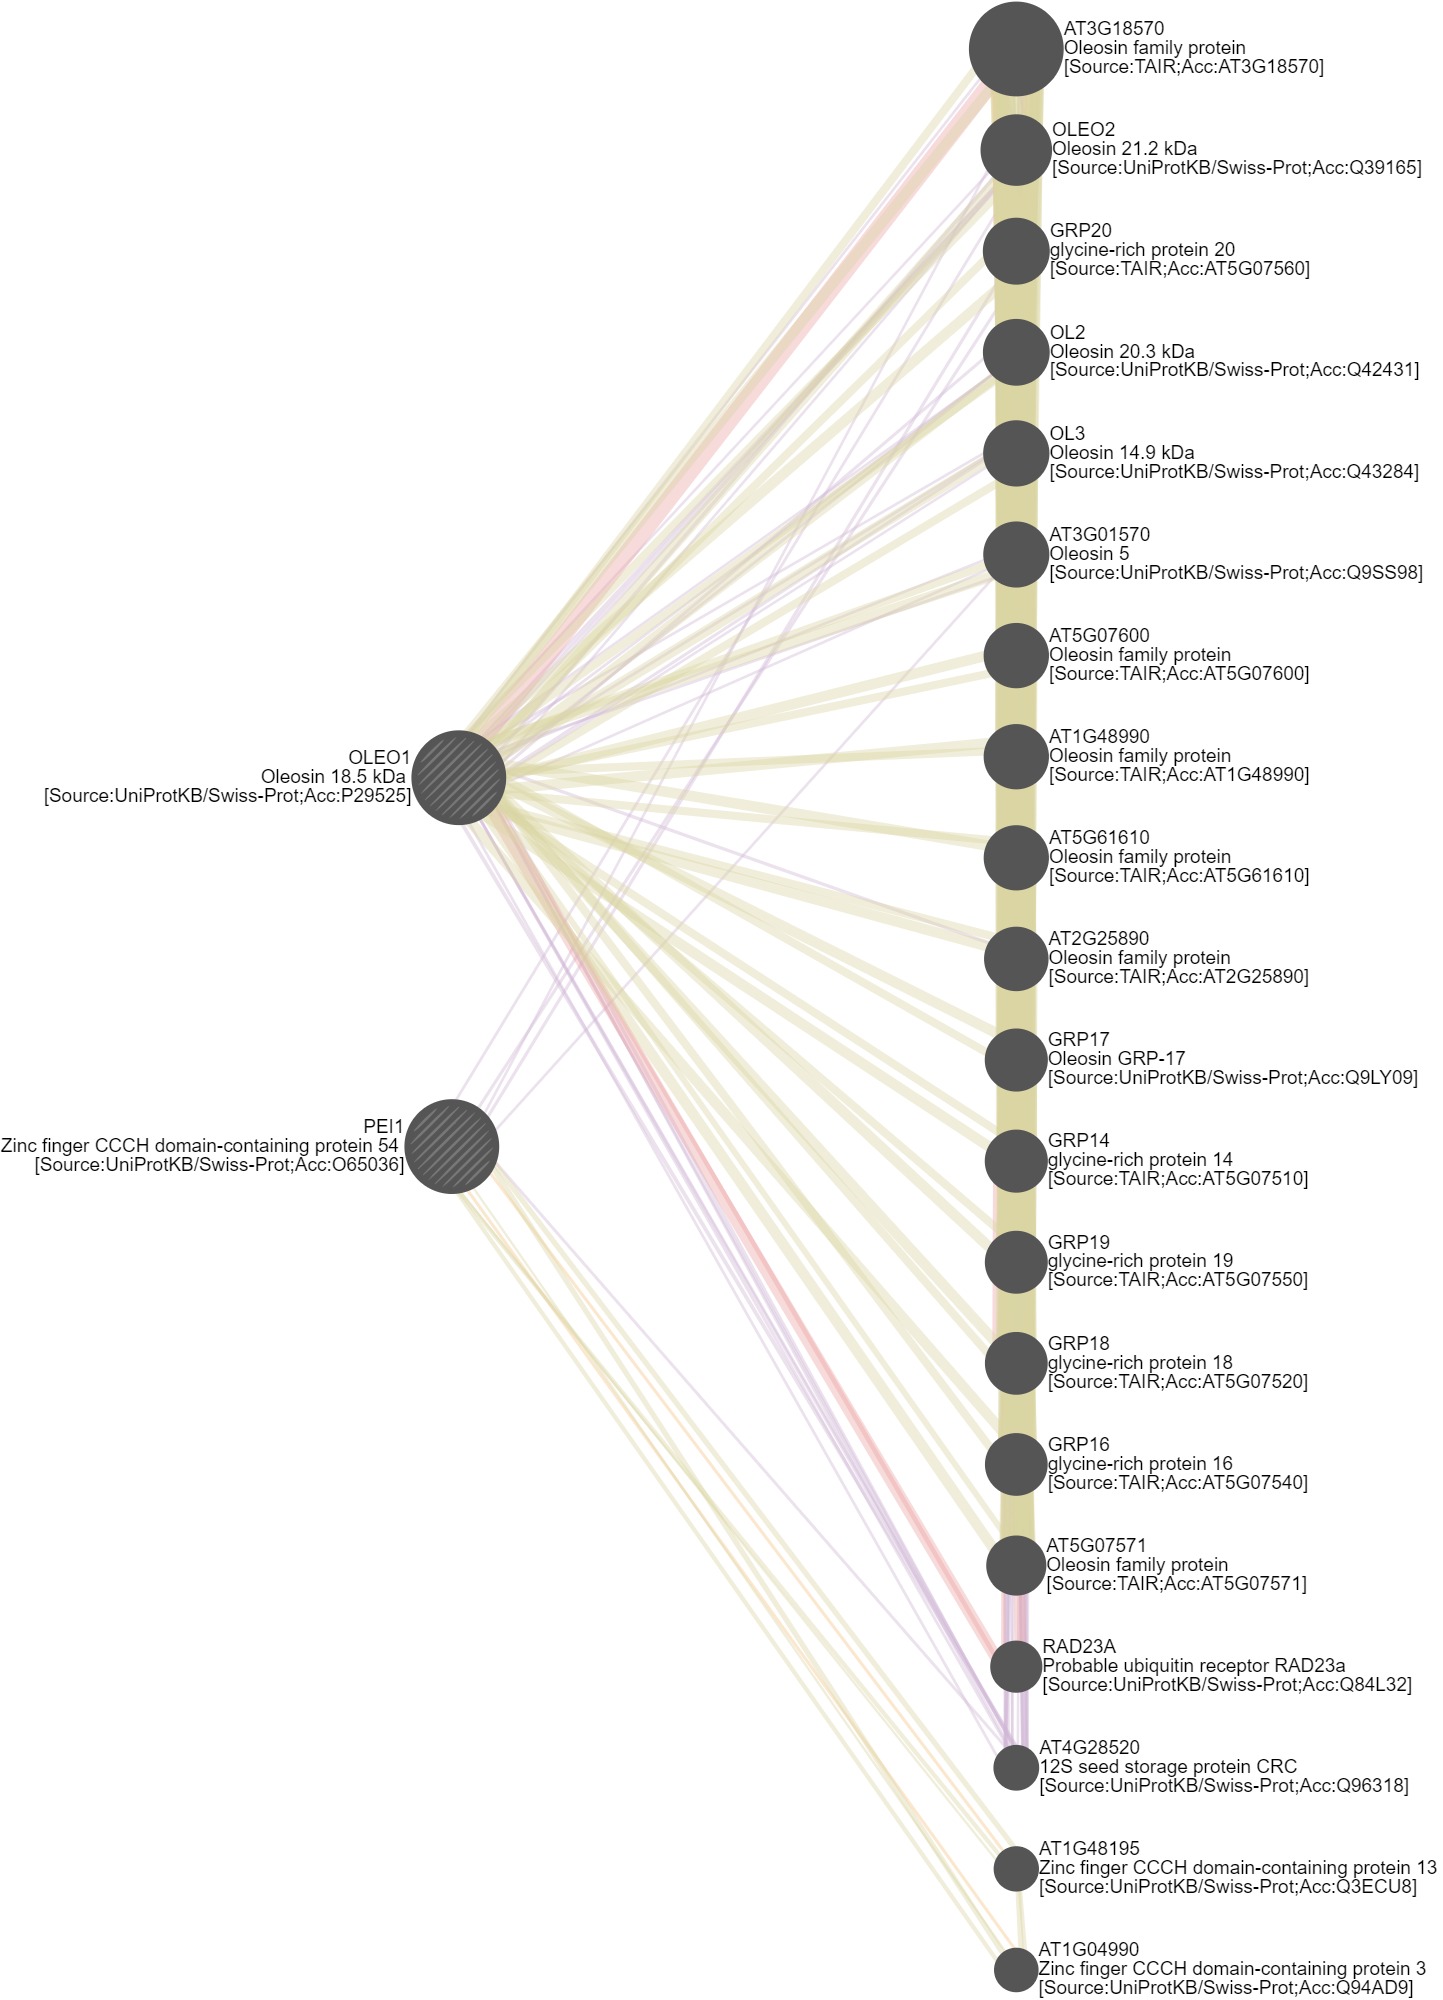 AT3G18570
Oleosin family protein
[Source:TAIR;Acc:AT3G18570]
OLEO2
Oleosin 21.2 kDa
[Source:UniProtKB/Swiss-Prot;Acc:Q39165]
GRP20
glycine-rich protein 20
[Source:TAIR;Acc:AT5G07560]
OL2
Oleosin 20.3 kDa
[Source:UniProtKB/Swiss-Prot;Acc:Q42431]
OL3
Oleosin 14.9 kDa
[Source:UniProtKB/Swiss-Prot;Acc:Q43284]
AT3G01570
Oleosin 5
[Source:UniProtKB/Swiss-Prot;Acc:Q9SS98]
AT5G07600
Oleosin family protein
[Source:TAIR;Acc:AT5G07600]
AT1G48990
Oleosin family protein
[Source:TAIR;Acc:AT1G48990]
OLEO1
Oleosin 18.5 kDa
[Source:UniProtKB/Swiss-Prot;Acc:P29525]
AT5G61610
Oleosin family protein
[Source:TAIR;Acc:AT5G61610]
AT2G25890
Oleosin family protein
[Source:TAIR;Acc:AT2G25890]
GRP17
Oleosin GRP-17
[Source:UniProtKB/Swiss-Prot;Acc:Q9LY09]
PEI1
Zinc finger CCCH domain-containing protein 54
[Source:UniProtKB/Swiss-Prot;Acc:O65036]
GRP14
glycine-rich protein 14
[Source:TAIR;Acc:AT5G07510]
GRP19
glycine-rich protein 19
[Source:TAIR;Acc:AT5G07550]
GRP18
glycine-rich protein 18
[Source:TAIR;Acc:AT5G07520]
GRP16
glycine-rich protein 16
[Source:TAIR;Acc:AT5G07540]
AT5G07571
Oleosin family protein
[Source:TAIR;Acc:AT5G07571]
RAD23A
Probable ubiquitin receptor RAD23a
[Source:UniProtKB/Swiss-Prot;Acc:Q84L32]
AT4G28520
12S seed storage protein CRC
[Source:UniProtKB/Swiss-Prot;Acc:Q96318]
AT1G48195
Zinc finger CCCH domain-containing protein 13
[Source:UniProtKB/Swiss-Prot;Acc:Q3ECU8]
AT1G04990
Zinc finger CCCH domain-containing protein 3
[Source:UniProtKB/Swiss-Prot;Acc:Q94AD9]